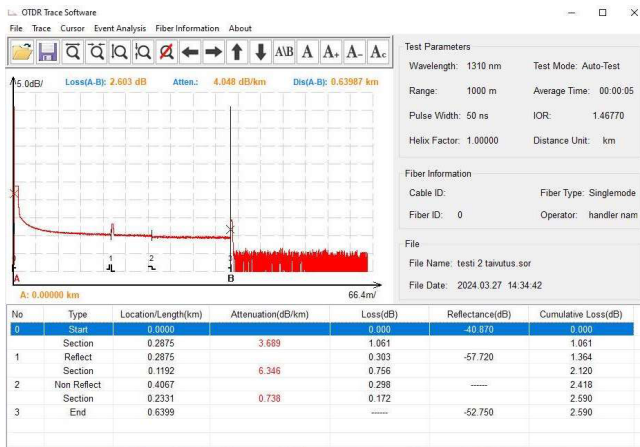 OTDR Trace Software
File Trace Cursor Event Analysis Fiber Information About
A\B A A+ A- Ac
5.0dB/ Loss(A-B): 2.603 dB Atten.: 4.048 dB/km Dis(A-B): 0.63987 km
1 2 3
A B
A: 0.00000 km 66.4m/
Test Parameters
Wavelength: 1310 nm Test Mode: Auto-Test
Range: 1000 m Average Time: 00:00:05
Pulse Width: 50 ns IOR: 1.46770
Helix Factor: 1.00000 Distance Unit: km
Fiber Information
Cable ID: Fiber Type: Singlemode
Fiber ID: 0 Operator: handler nam
File
File Name: testi 2 taivutus.sor
File Date: 2024.03.27 14:34:42
No Type Location/Length(km) Attenuation(dB/km) Loss(dB) Reflectance(dB) Cumulative Loss(dB)
0 Start 0.0000 0.000 -40.870 0.000
Section 0.2875 3.689 1.061 1.061
1 Reflect 0.2875 0.303 -57.720 1.364
Section 0.1192 6.346 0.756 2.120
2 Non Reflect 0.4067 0.298 ------ 2.418
Section 0.2331 0.738 0.172 2.590
3 End 0.6399 ------ -52.750 2.590